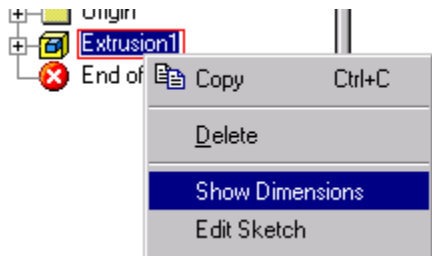 Origin
Extrusion1
End of
Copy Ctrl+C
Delete
Show Dimensions
Edit Sketch